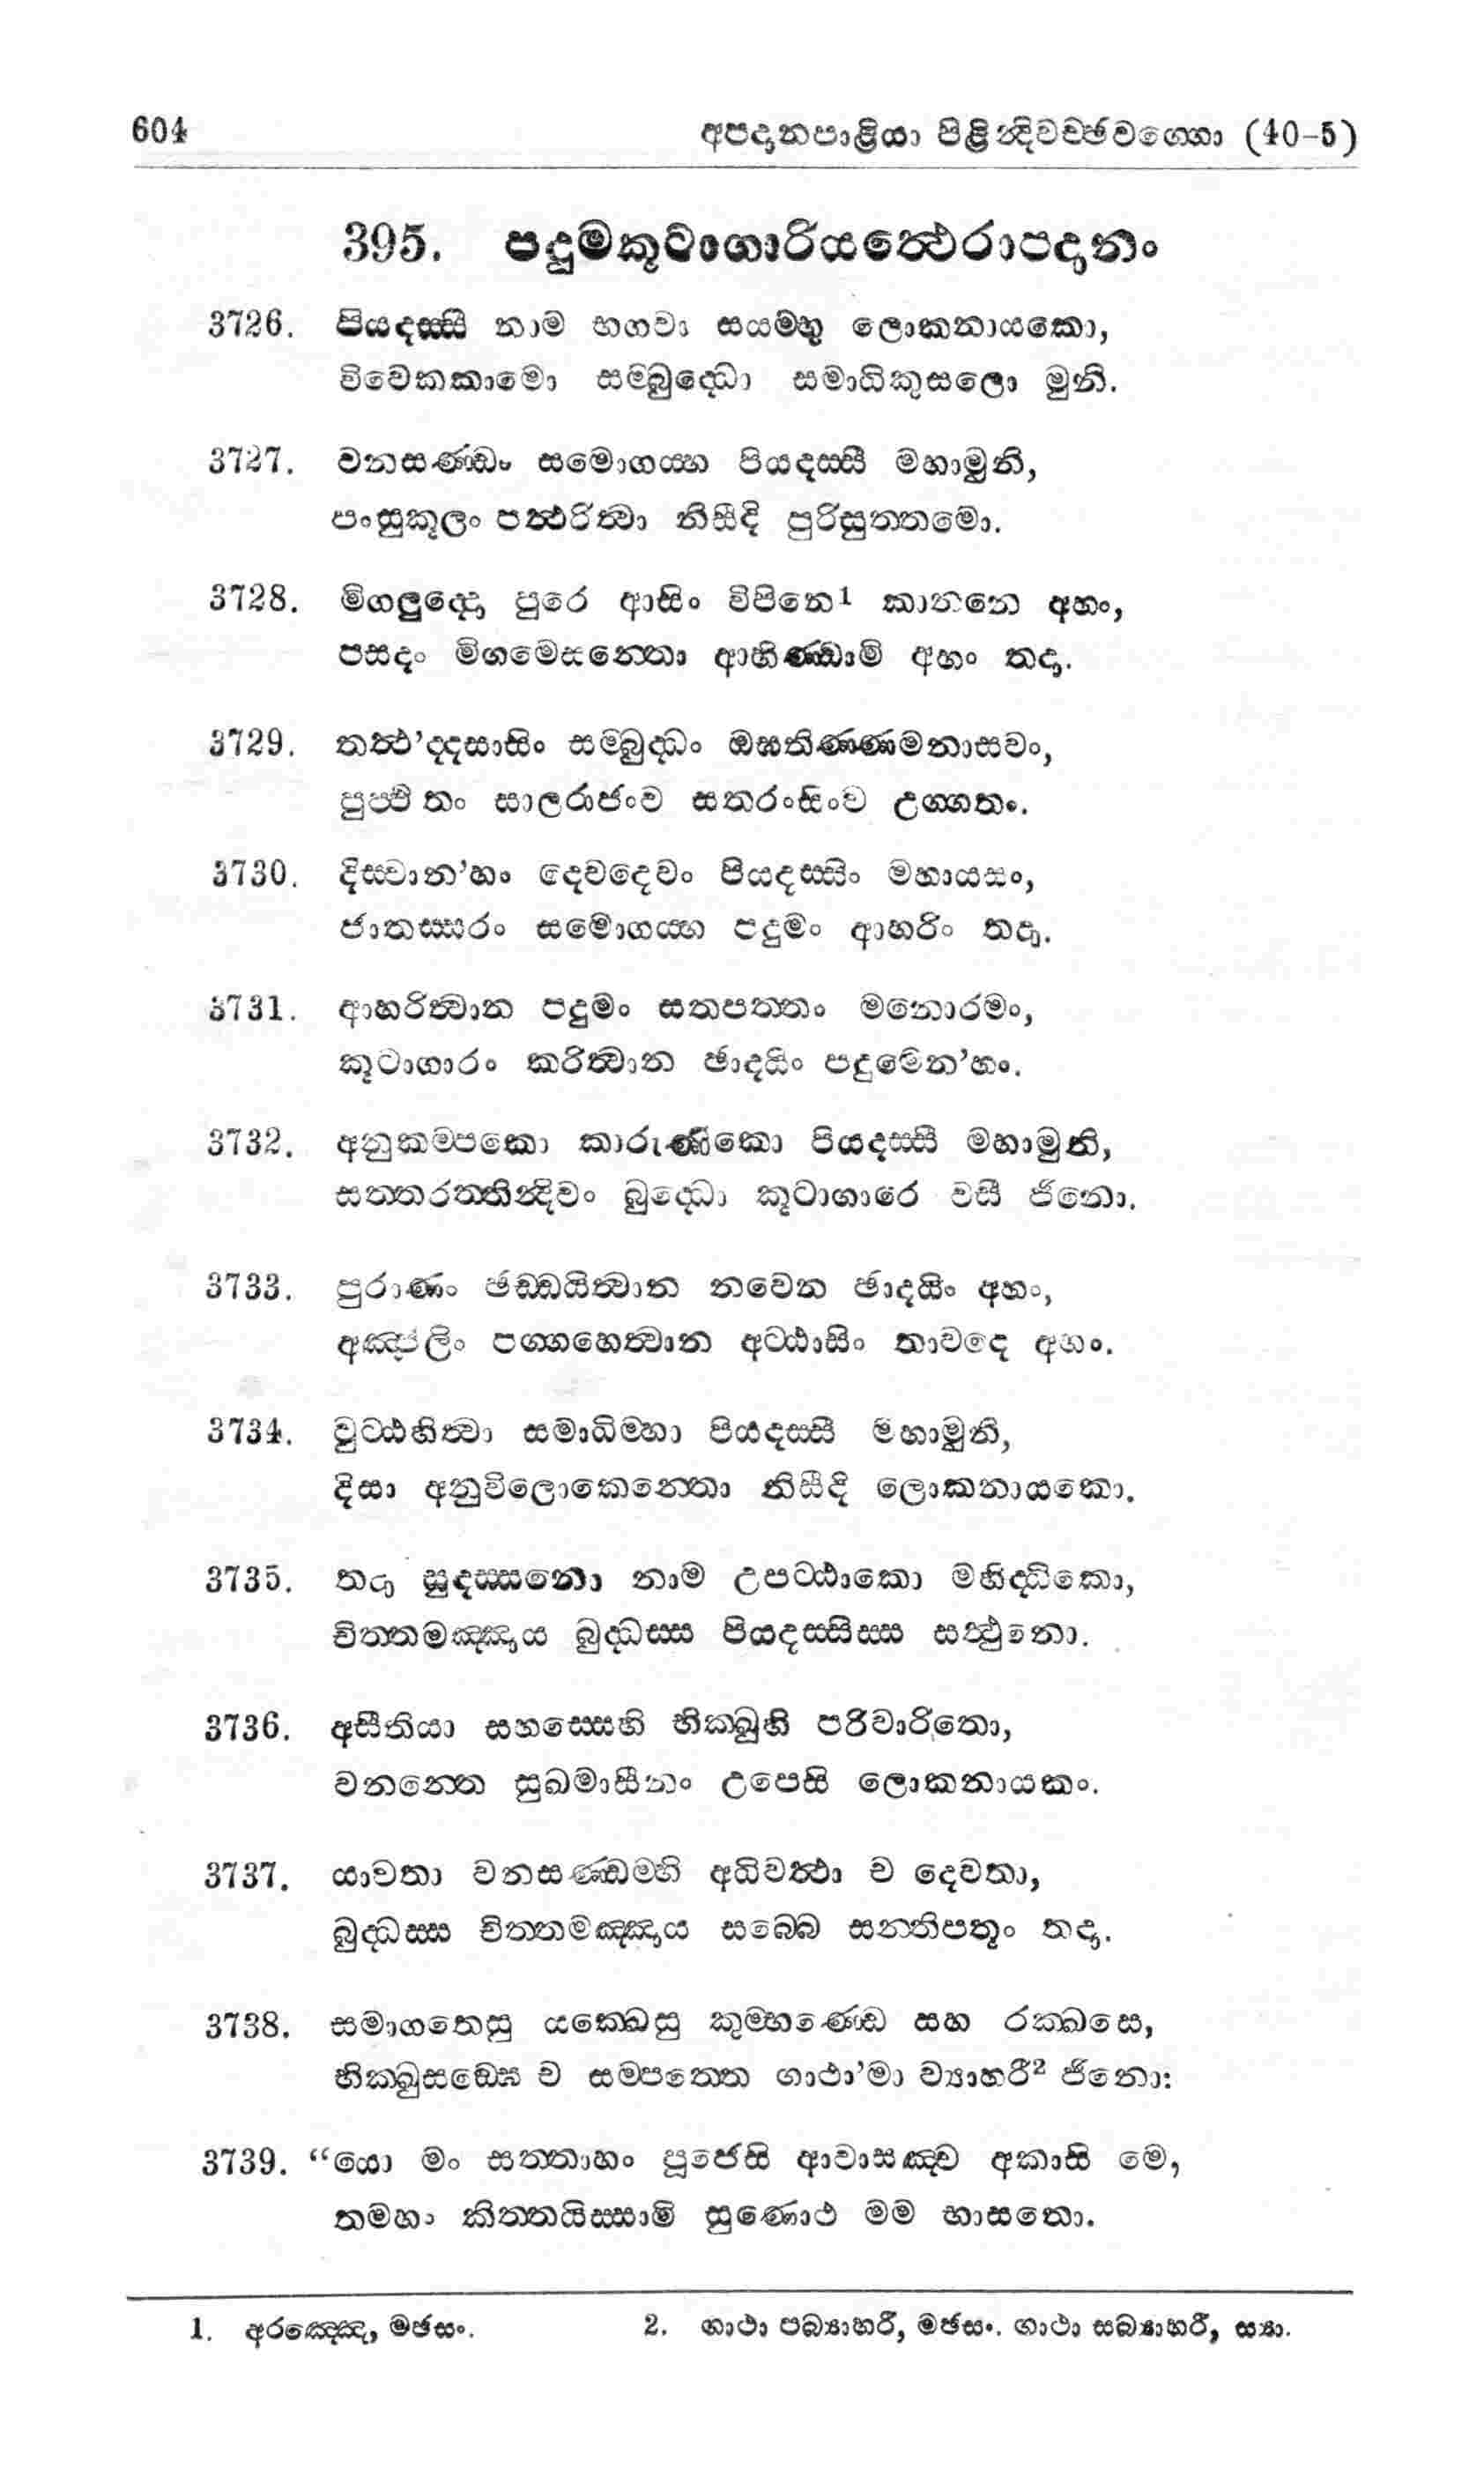 604 අපදානපාළියා පිළින්දිවච්ඡවග්ගො (40-5)
395. පදුමකූටාගාරියත්ථෙරාපදානං
3726. පියදස්සී නාම භගවා සයම්භූ ලොකනායකො,
විවෙකකාමො සම්බුද්ධො සමාධිකුසලො මුනි.
3727. වනසණ්ඩං සමොගය්හ පියදස්සී මහාමුනි,
පංසුකූලං පත්ථරිත්වා නිසීදි පුරිසුත්තමො.
3728. මිගලුද්දො පුරෙ ආසිං විපිනෙ¹ කානනෙ අහං,
පසදං මිගමෙසන්තො ආහිණ්ඩාමි අහං තදා.
3729. තත්ථ’ද්දසාසිං සම්බුද්ධං ඔඝතිණ්ණමනාසවං,
පුප්ඵිතං සාලරාජංව සතරංසිංව උග්ගතං.
3730. දිස්වාන’හං දෙවදෙවං පියදස්සිං මහායසං,
ජාතස්සරං සමොගය්හ පදුමං ආහරිං තදා.
3731. ආහරිත්වාන පදුමං සතපත්තං මනොරමං,
කූටාගාරං කරිත්වාන ඡාදයිං පදුමෙන’හං.
3732. අනුකම්පකො කාරුණිකො පියදස්සී මහාමුනි,
සත්තරත්තින්දිවං බුද්ධො කූටාගාරෙ වසී ජිනො.
3733. පුරාණං ඡඩ්ඩයිත්වාන නවෙන ඡාදයිං අහං,
අඤ්ජලිං පග්ගහෙත්වාන අට්ඨාසිං තාවදෙ අහං.
3734. වුට්ඨහිත්වා සමාධිම්හා පියදස්සී මහාමුනි,
දිසා අනුවිලොකෙන්තො නිසීදි ලොකනායකො.
3735. තදා සුදස්සනො නාම උපට්ඨාකො මහිද්ධිකො,
චිත්තමඤ්ඤාය බුද්ධස්ස පියදස්සිස්ස සත්ථුනො.
3736. අසීතියා සහස්සෙහි භික්ඛූහි පරිවාරිතො,
වනන්තෙ සුඛමාසීනං උපෙසි ලොකනායකං.
3737. යාවතා වනසණ්ඩම්හි අධිවත්ථා ච දෙවතා,
බුද්ධස්ස චිත්තමඤ්ඤාය සබ්බෙ සන්තිපතුං තදා.
3738. සමාගතෙසු යක්ඛෙසු කුම්භණ්ඩෙ සහ රක්ඛසෙ,
භික්ඛුසඞ්ඝෙ ච සම්පත්තෙ ගාථා’මා ව්‍යාහරී² ජිනො:
3739. “යො මං සත්තාහං පූජෙසි ආවාසඤ්ච අකාසි මෙ,
තමහං කිත්තයිස්සාමි සුණොථ මම භාසතො.
1. අරඤ්ඤෙ, මඡසං. 2. ගාථා පබ්‍යාහරී, මඡසං. ගාථා සබ්‍යාහරී, ස්‍යා.